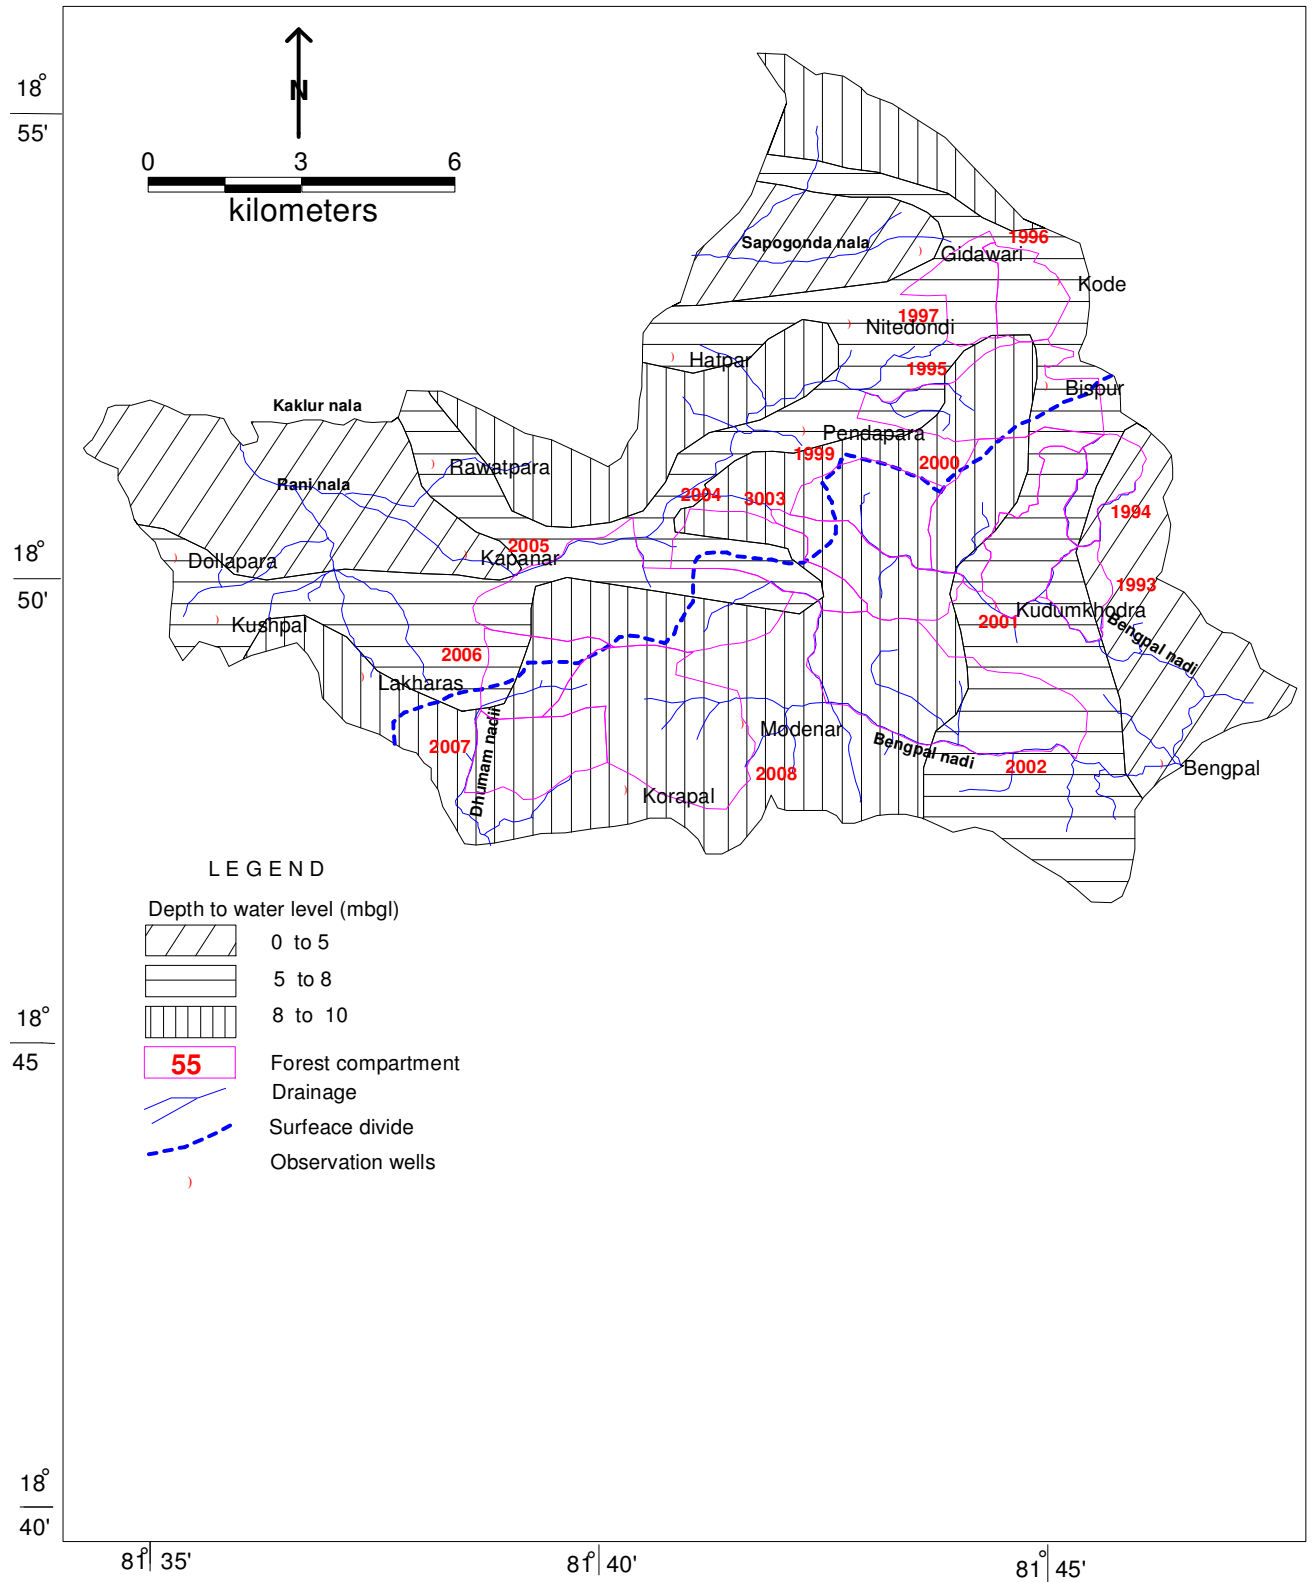 18°
55'
N
0 3 6
kilometers
1996
Sapogonda nala
Gidawari
Kode
1997
Nitedondi
Hatpar
1995
Bispur
Kaklur nala
Pendapara
1999
Rawatpara
2000
Rani nala
2004
3003
1994
18°
50'
2005
Dollapara
Kapanar
1993
Kudumkhodra
2001
Kushpal
Bengpal nadi
2006
Lakharas
Modenar
2007
Dhumam nadii
Bengpal nadi
2008
2002
Bengpal
Korapal
LEGEND
Depth to water level (mbgl)
0 to 5
5 to 8
8 to 10
55 Forest compartment
Drainage
Surfeace divide
Observation wells
18°
45
18°
40'
81° 35'
81° 40'
81° 45'